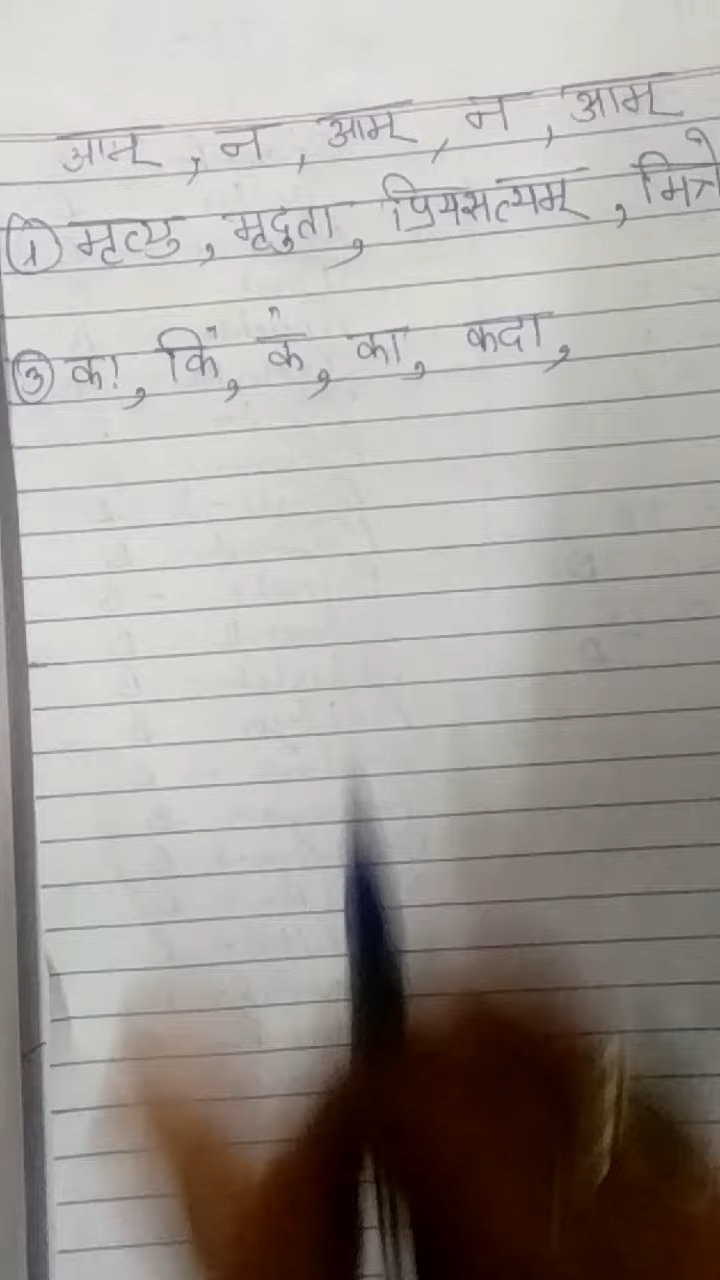 आम , न , आम , न , आम
① मृत्यु , मृदुता , प्रियसत्यम् , मित्रे
③ क! , किं , कं , का , कदा ,